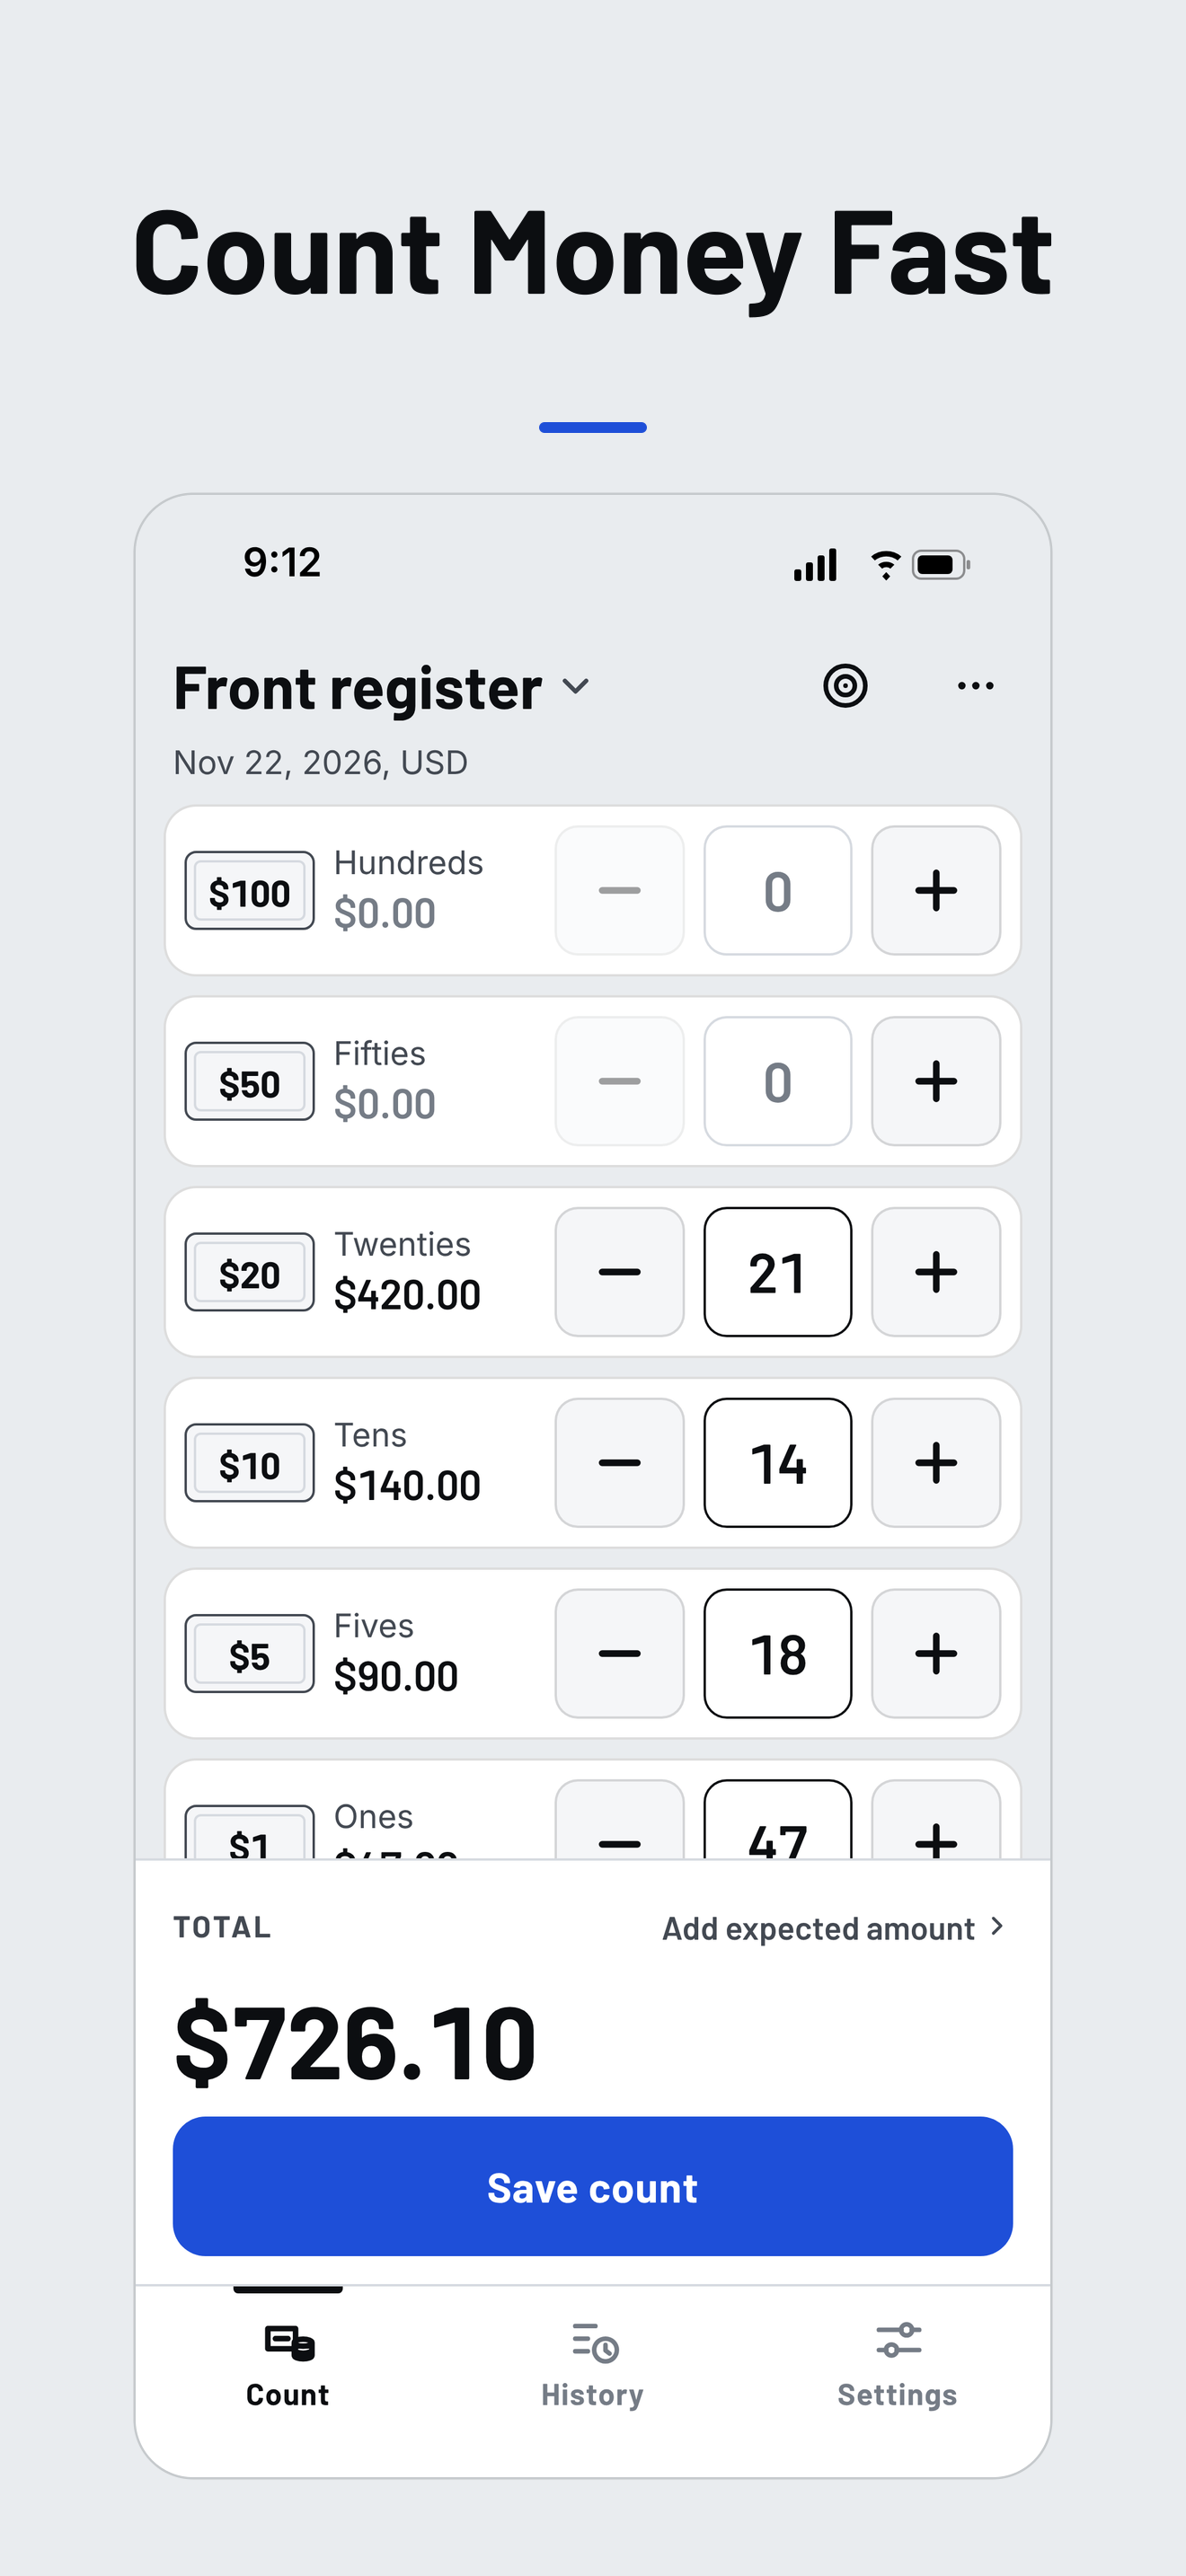 Count Money Fast
9:12
Front register
Nov 22, 2026, USD
$100 Hundreds 0
$0.00
$50 Fifties 0
$0.00
$20 Twenties 21
$420.00
$10 Tens 14
$140.00
$5 Fives 18
$90.00
$1 Ones 47
TOTAL Add expected amount
$726.10
Save count
Count History Settings